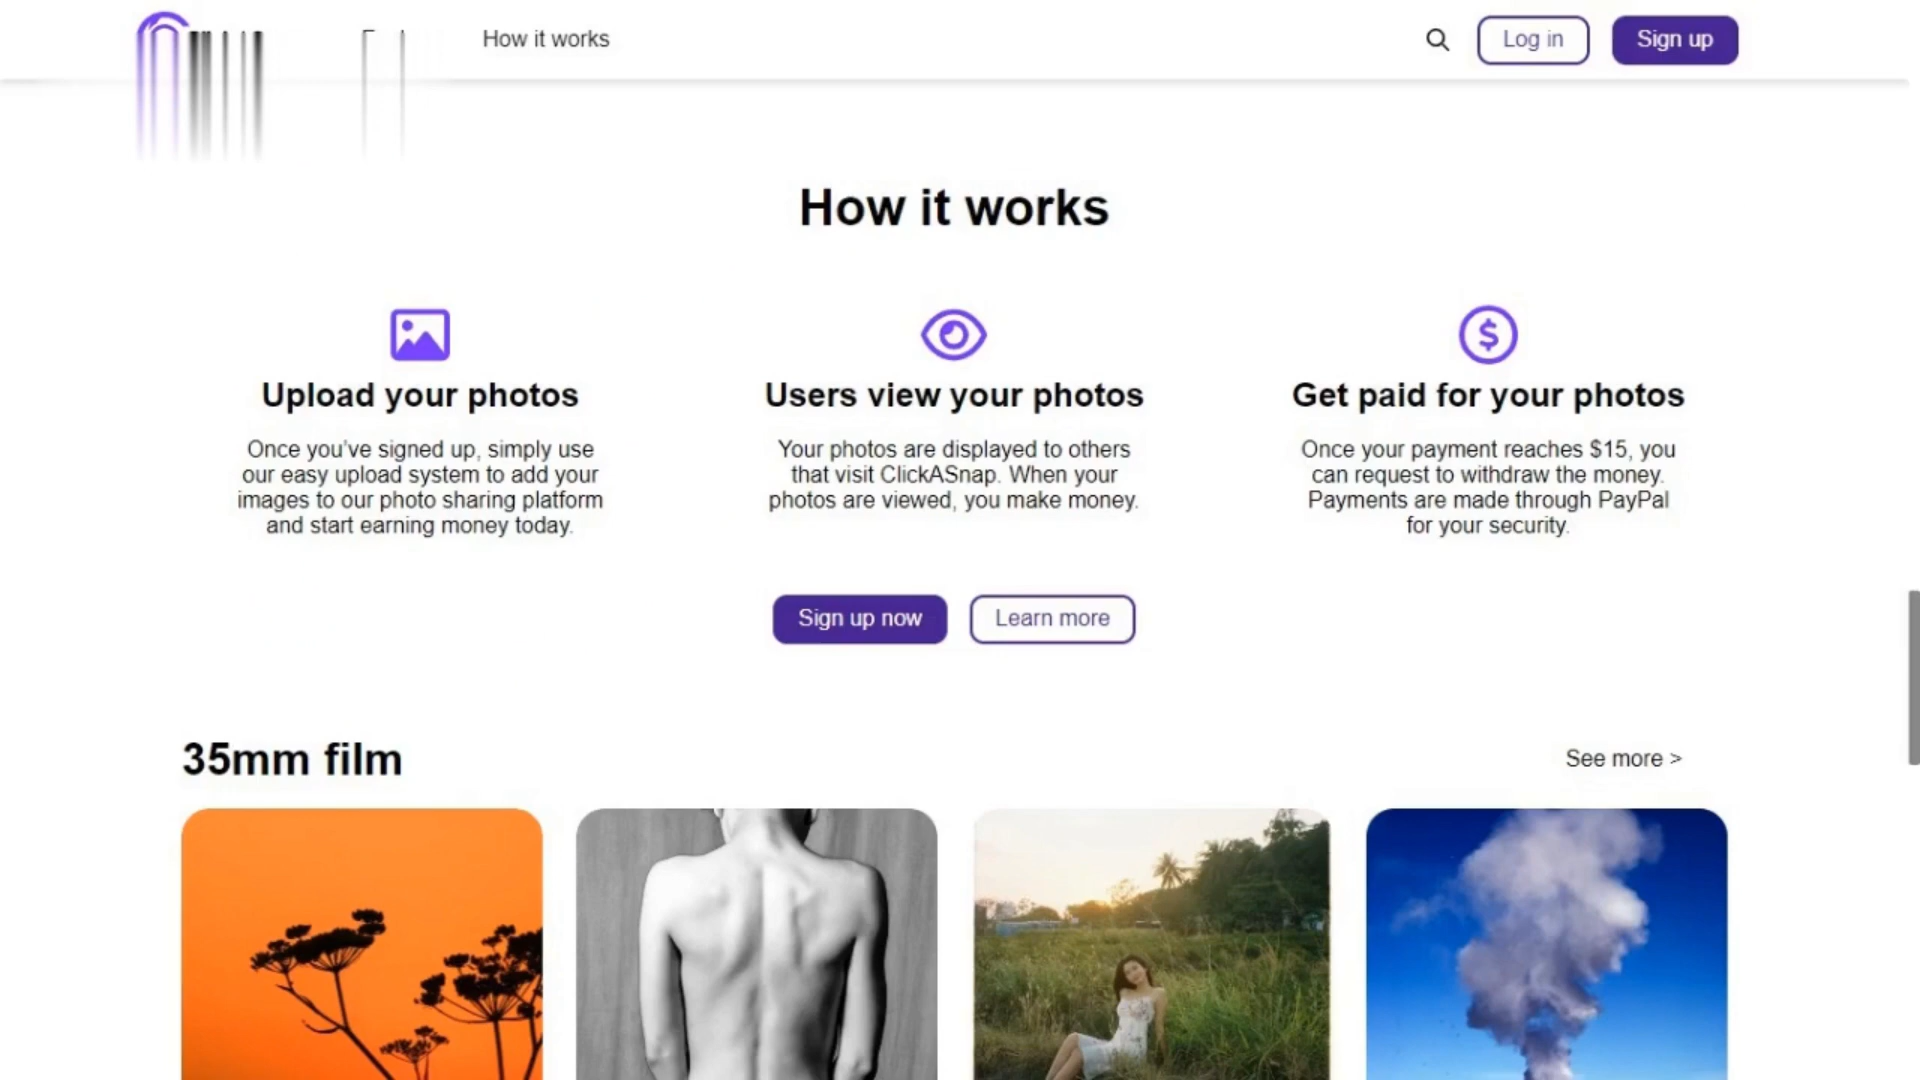 How it works
Log in
Sign up
How it works
Upload your photos
Once you've signed up, simply use
our easy upload system to add your
images to our photo sharing platform
and start earning money today.
Users view your photos
Your photos are displayed to others
that visit ClickASnap. When your
photos are viewed, you make money.
Get paid for your photos
Once your payment reaches $15, you
can request to withdraw the money.
Payments are made through PayPal
for your security.
Sign up now
Learn more
35mm film
See more >